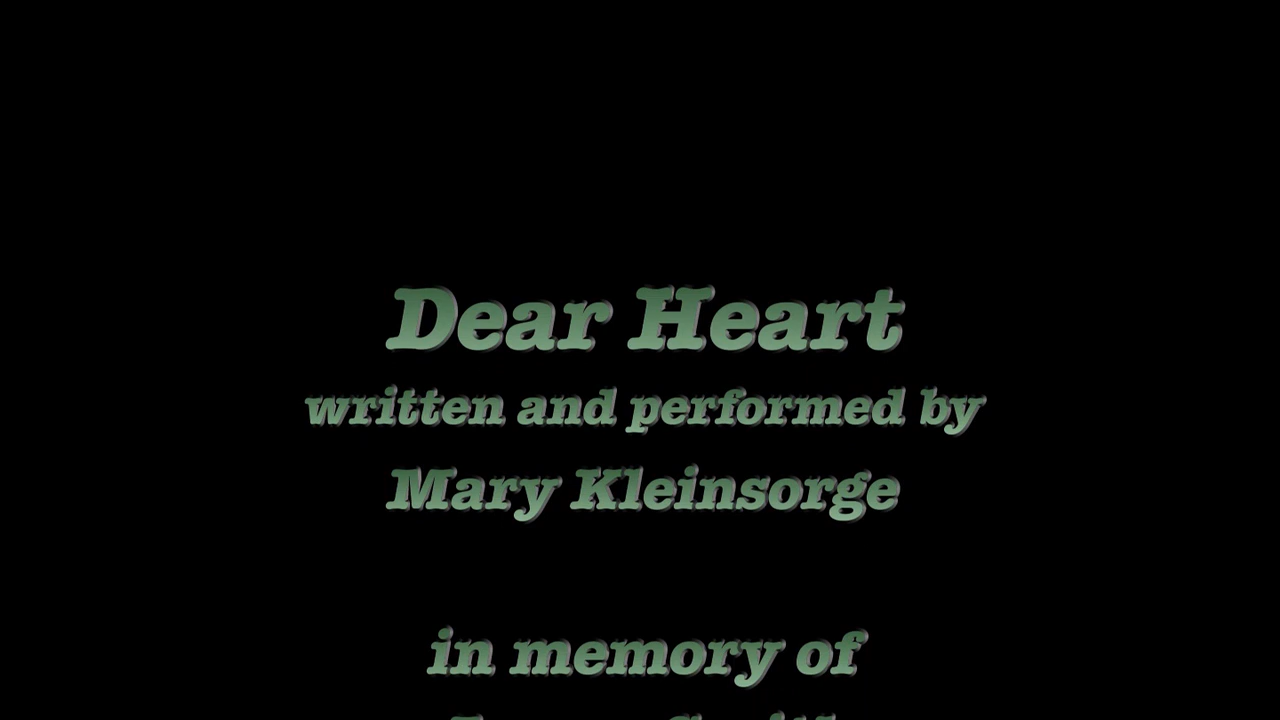 Dear Heart
written and performed by
Mary Kleinsorge
in memory of